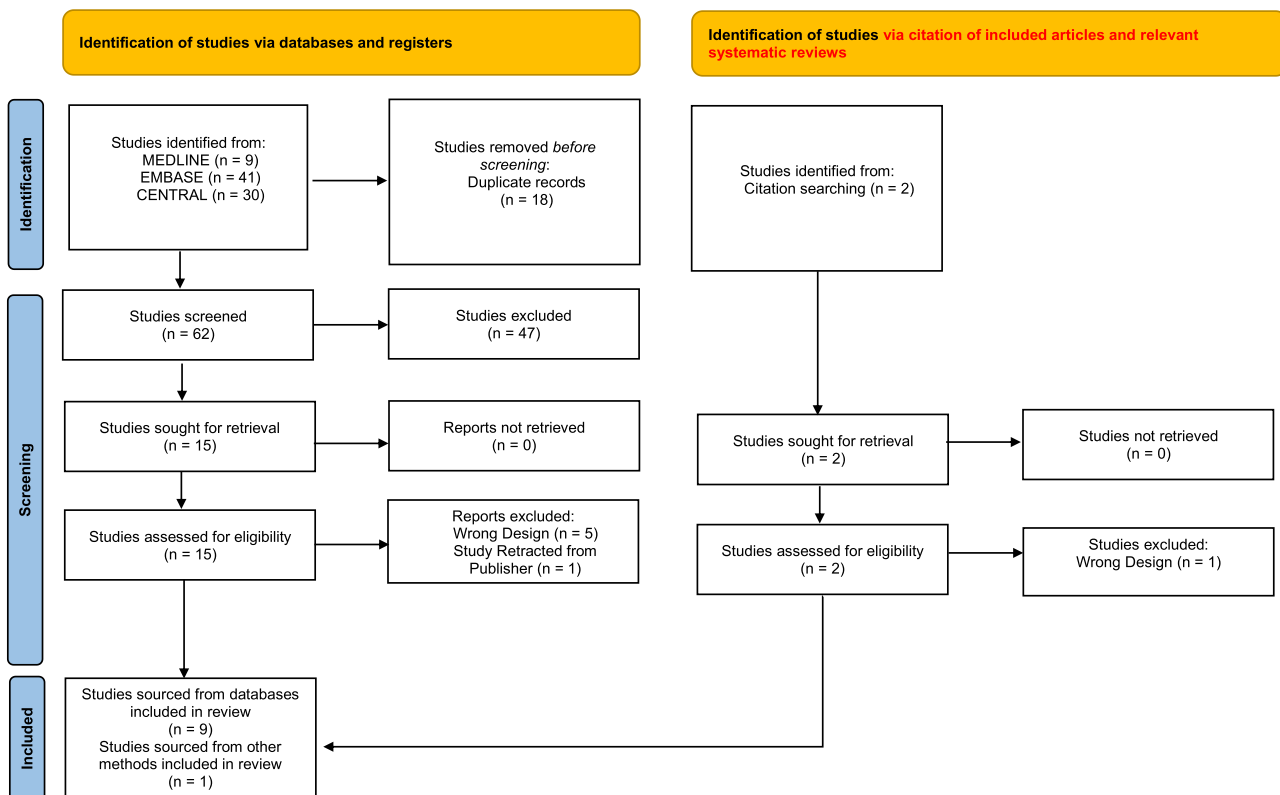 Identification of studies via databases and registers
Identification of studies via citation of included articles and relevant
systematic reviews
Identification
Studies identified from:
MEDLINE (n = 9)
EMBASE (n = 41)
CENTRAL (n = 30)
Studies removed before
screening:
Duplicate records
(n = 18)
Studies identified from:
Citation searching (n = 2)
Screening
Studies screened
(n = 62)
Studies excluded
(n = 47)
Studies sought for retrieval
(n = 15)
Reports not retrieved
(n = 0)
Studies sought for retrieval
(n = 2)
Studies not retrieved
(n = 0)
Studies assessed for eligibility
(n = 15)
Reports excluded:
Wrong Design (n = 5)
Study Retracted from
Publisher (n = 1)
Studies assessed for eligibility
(n = 2)
Studies excluded:
Wrong Design (n = 1)
Included
Studies sourced from databases
included in review
(n = 9)
Studies sourced from other
methods included in review
(n = 1)